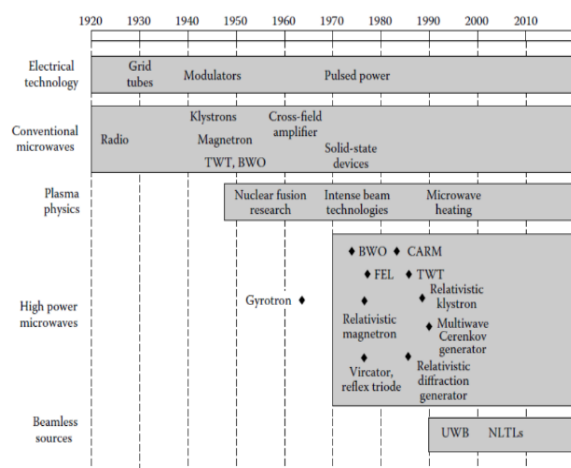 1920 1930 1940 1950 1960 1970 1980 1990 2000
Electrical
technology
Grid
tubes
Modulators
Pulsed power
Conventional
microwaves
Radio
Klystrons
Magnetron
TWT, BWO
Cross-field
amplifier
Solid-state
devices
Plasma
physics
Nuclear fusion
research
Intense beam
technologies
Microwave
heating
High power
microwaves
Gyrotron
BWO
CARM
FEL
TWT
Relativistic
klystron
Relativistic
magnetron
Multiwave
Cerenkov
generator
Vircator,
reflex triode
Relativistic
diffraction
generator
Beamless
sources
UWB
NLTLs